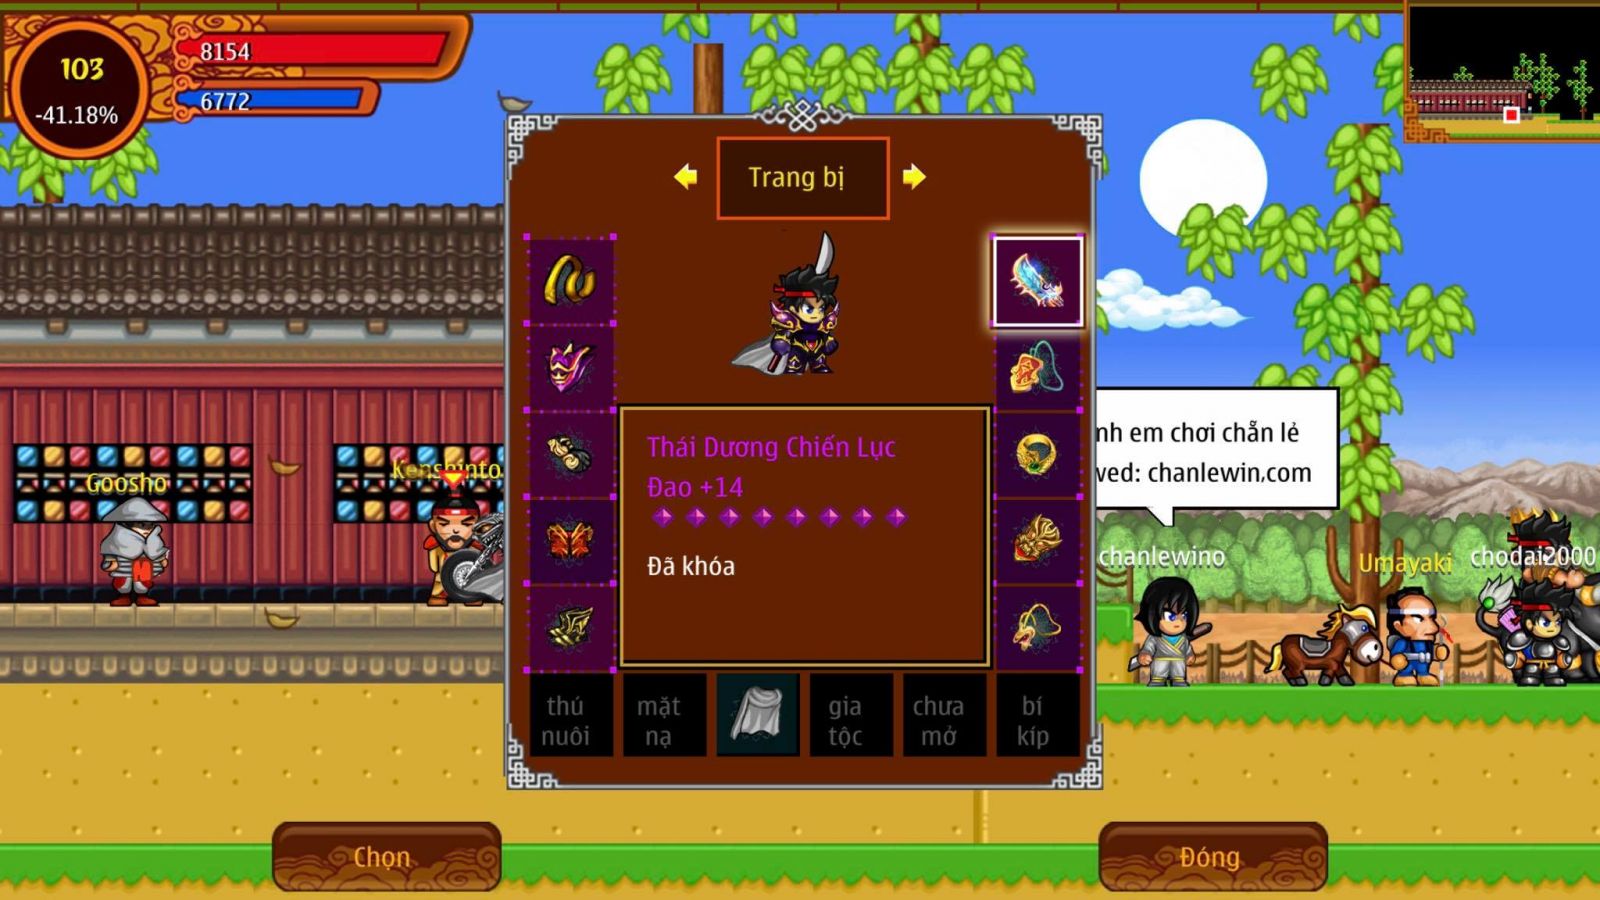 103
-41.18%
8154
6772
Trang bị
Thái Dương Chiến Lục
Đao +14
Đã khóa
thú
nuôi
mặt
nạ
gia
tộc
chưa
mở
bí
kíp
Goosho
Kenshinto
nh em chơi chẵn lẻ
ved: chanlewin,com
chanlewino
Umayaki
chodai2000
Chọn
Đóng